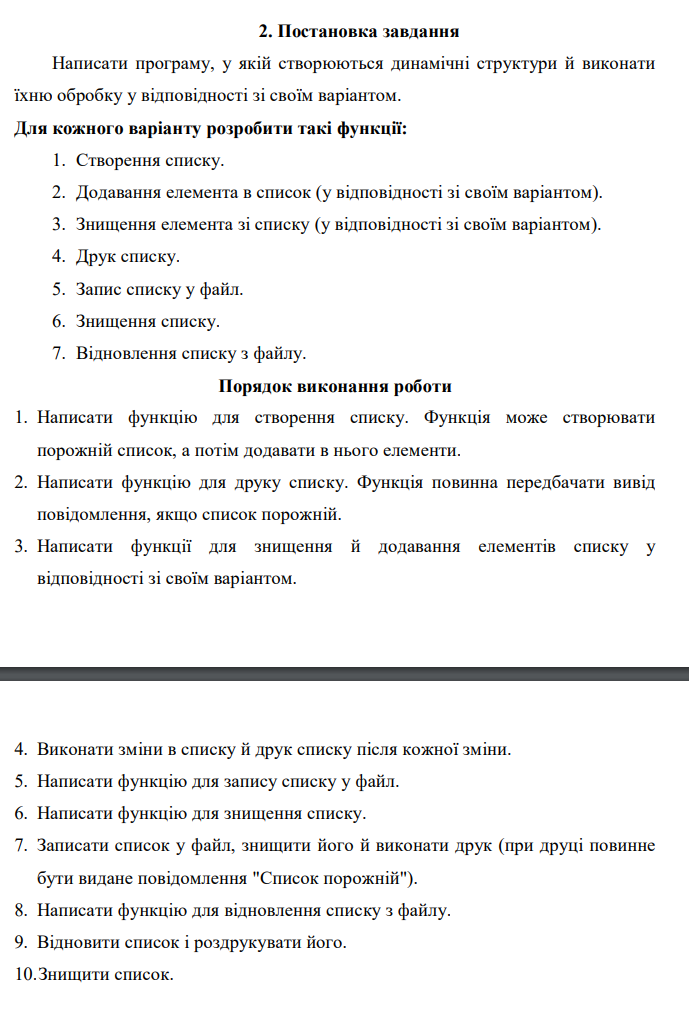 2. Постановка завдання
Написати програму, у якій створюються динамічні структури й виконати
їхню обробку у відповідності зі своїм варіантом.
Для кожного варіанту розробити такі функції:
1. Створення списку.
2. Додавання елемента в список (у відповідності зі своїм варіантом).
3. Знищення елемента зі списку (у відповідності зі своїм варіантом).
4. Друк списку.
5. Запис списку у файл.
6. Знищення списку.
7. Відновлення списку з файлу.
Порядок виконання роботи
1. Написати функцію для створення списку. Функція може створювати
порожній список, а потім додавати в нього елементи.
2. Написати функцію для друку списку. Функція повинна передбачати вивід
повідомлення, якщо список порожній.
3. Написати функції для знищення й додавання елементів списку у
відповідності зі своїм варіантом.
4. Виконати зміни в списку й друк списку після кожної зміни.
5. Написати функцію для запису списку у файл.
6. Написати функцію для знищення списку.
7. Записати список у файл, знищити його й виконати друк (при друці повинне
бути видане повідомлення "Список порожній").
8. Написати функцію для відновлення списку з файлу.
9. Відновити список і роздрукувати його.
10.Знищити список.